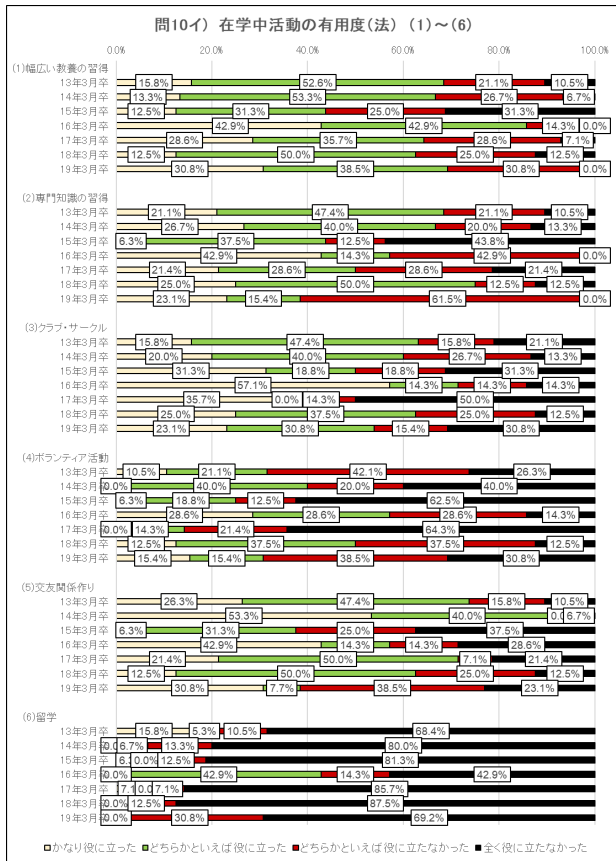 問10イ) 在学中活動の有用度(法) (1)～(6)
0.0% 20.0% 40.0% 60.0% 80.0% 100.0%
(1)幅広い教養の習得
13年3月卒 15.8% 52.6% 21.1% 10.5%
14年3月卒 13.3% 53.3% 26.7% 6.7%
15年3月卒 12.5% 31.3% 25.0% 31.3%
16年3月卒 42.9% 42.9% 14.3% 0.0%
17年3月卒 28.6% 35.7% 28.6% 7.1%
18年3月卒 12.5% 50.0% 25.0% 12.5%
19年3月卒 30.8% 38.5% 30.8% 0.0%
(2)専門知識の習得
13年3月卒 21.1% 47.4% 21.1% 10.5%
14年3月卒 26.7% 40.0% 20.0% 13.3%
15年3月卒 6.3% 37.5% 12.5% 43.8%
16年3月卒 42.9% 14.3% 42.9% 0.0%
17年3月卒 21.4% 28.6% 28.6% 21.4%
18年3月卒 25.0% 50.0% 12.5% 12.5%
19年3月卒 23.1% 15.4% 61.5% 0.0%
(3)クラブ・サークル
13年3月卒 15.8% 47.4% 15.8% 21.1%
14年3月卒 20.0% 40.0% 26.7% 13.3%
15年3月卒 31.3% 18.8% 18.8% 31.3%
16年3月卒 57.1% 14.3% 14.3% 14.3%
17年3月卒 35.7% 0.0% 14.3% 50.0%
18年3月卒 25.0% 37.5% 25.0% 12.5%
19年3月卒 23.1% 30.8% 15.4% 30.8%
(4)ボランティア活動
13年3月卒 10.5% 21.1% 42.1% 26.3%
14年3月 0.0% 40.0% 20.0% 40.0%
15年3月卒 6.3% 18.8% 12.5% 62.5%
16年3月卒 28.6% 28.6% 28.6% 14.3%
17年3月 0.0% 14.3% 21.4% 64.3%
18年3月卒 12.5% 37.5% 37.5% 12.5%
19年3月卒 15.4% 15.4% 38.5% 30.8%
(5)交友関係作り
13年3月卒 26.3% 47.4% 15.8% 10.5%
14年3月卒 53.3% 40.0% 0.0 6.7%
15年3月卒 6.3% 31.3% 25.0% 37.5%
16年3月卒 42.9% 14.3% 14.3% 28.6%
17年3月卒 21.4% 50.0% 7.1% 21.4%
18年3月卒 12.5% 50.0% 25.0% 12.5%
19年3月卒 30.8% 7.7% 38.5% 23.1%
(6)留学
13年3月卒 15.8% 5.3% 10.5% 68.4%
14年3月卒 0.0 6.7% 13.3% 80.0%
15年3月卒 6.3 0.0% 12.5% 81.3%
16年3月卒 0.0% 42.9% 14.3% 42.9%
17年3月卒 7.1 0.0 7.1% 85.7%
18年3月卒 0.0% 12.5% 87.5%
19年3月卒 0.0% 30.8% 69.2%
かなり役に立った どちらかといえば役に立った どちらかといえば役に立たなかった 全く役に立たなかった